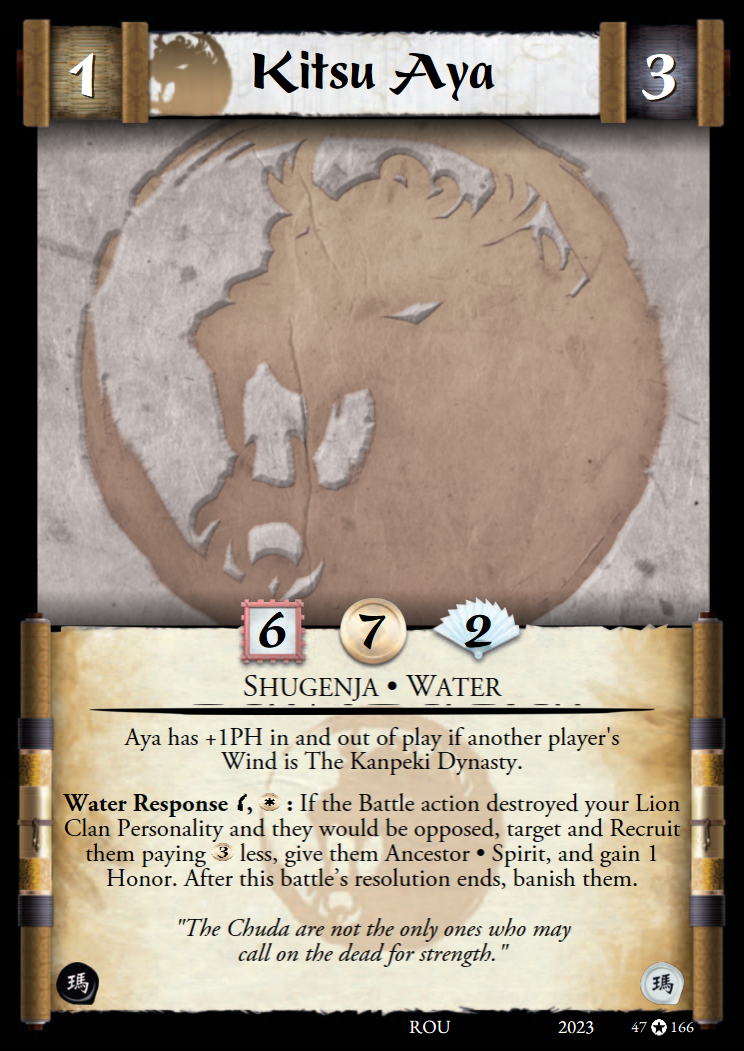 1 Kitsu Aya 3
6 7 2
Shugenja • Water
Aya has +1PH in and out of play if another player's
Wind is The Kanpeki Dynasty.
Water Response , * : If the Battle action destroyed your Lion
Clan Personality and they would be opposed, target and Recruit
them paying 3 less, give them Ancestor • Spirit, and gain 1
Honor. After this battle's resolution ends, banish them.
"The Chuda are not the only ones who may
call on the dead for strength."
瑪 瑪
ROU 2023 47 ✪ 166